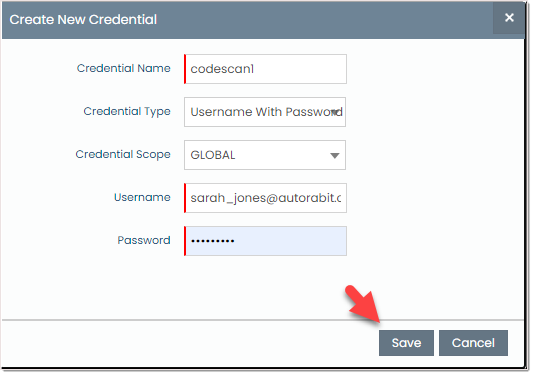 Create New Credential ×
Credential Name codescan1
Credential Type Username With Password
Credential Scope GLOBAL
Username sarah_jones@autorabit.c
Password •••••••••
Save Cancel